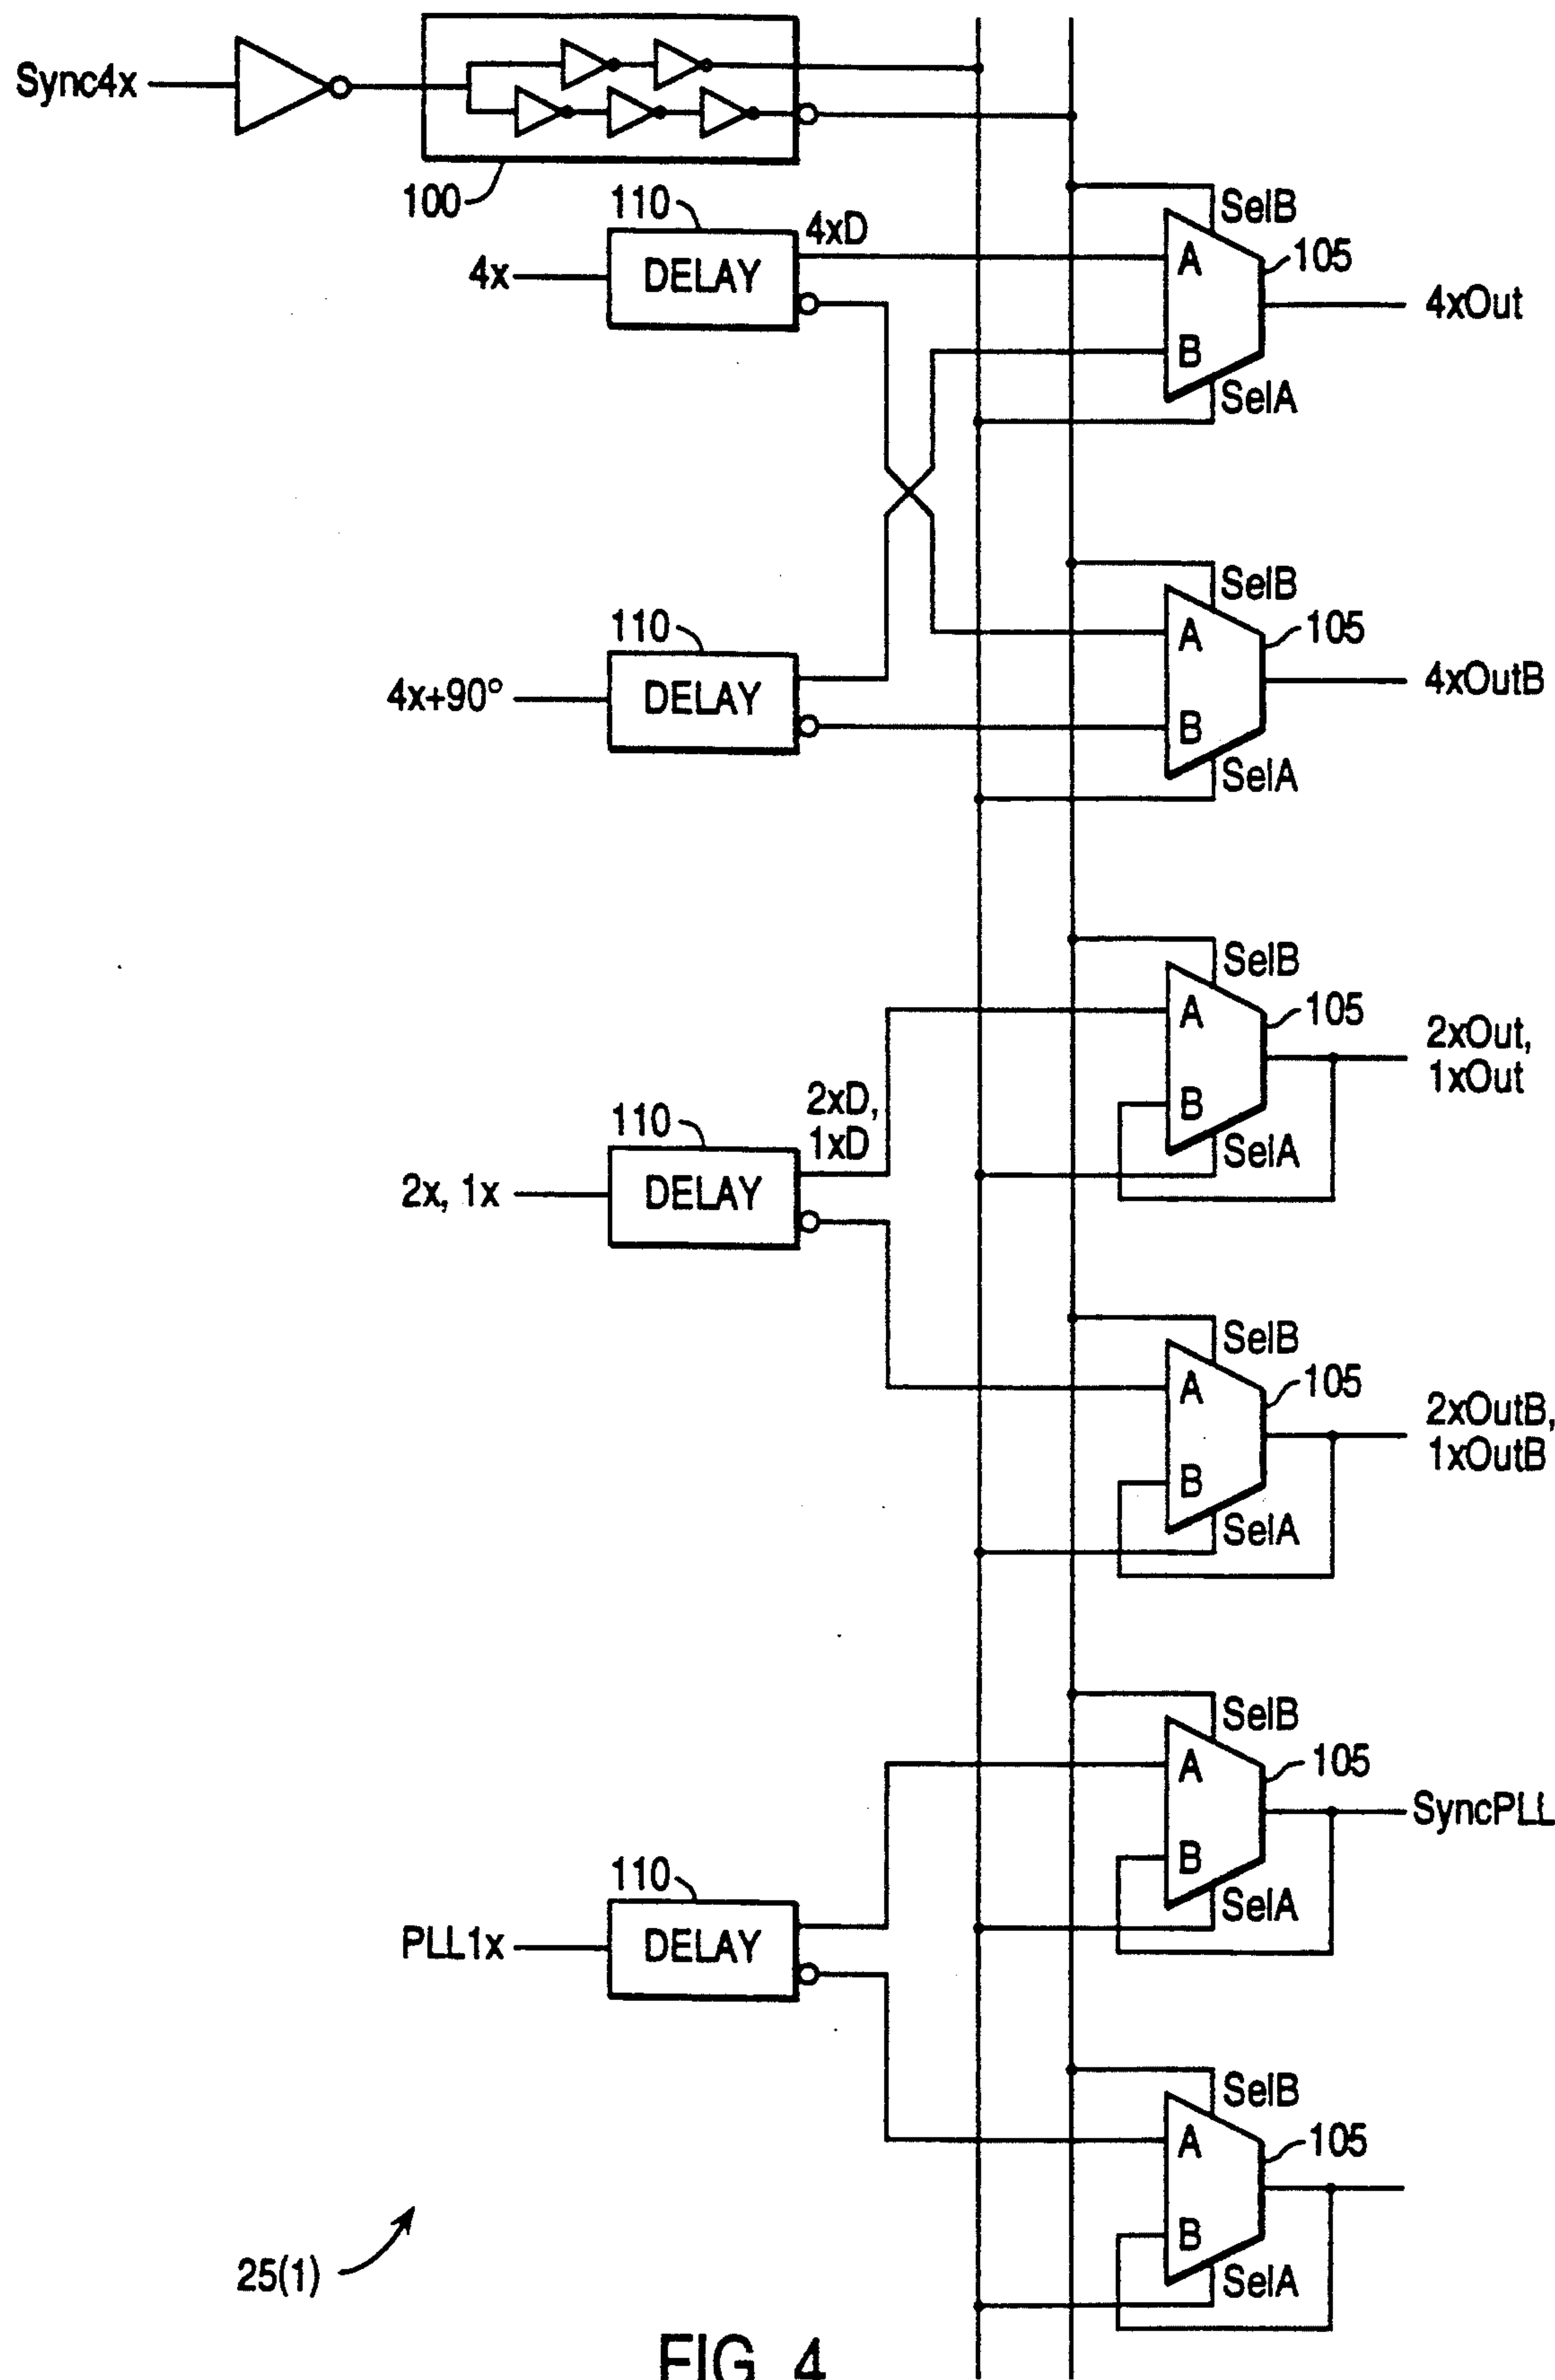 Sync4x
100
110
4xD
4x
DELAY
SelB
A
105
4xOut
B
SelA
110
4x+90°
DELAY
SelB
A
105
4xOutB
B
SelA
110
2xD,
1xD
2x, 1x
DELAY
SelB
A
105
2xOut,
1xOut
B
SelA
SelB
A
105
2xOutB,
1xOutB
B
SelA
110
PLL1x
DELAY
SelB
A
105
SyncPLL
B
SelA
SelB
A
105
B
SelA
25(1)
FIG. 4